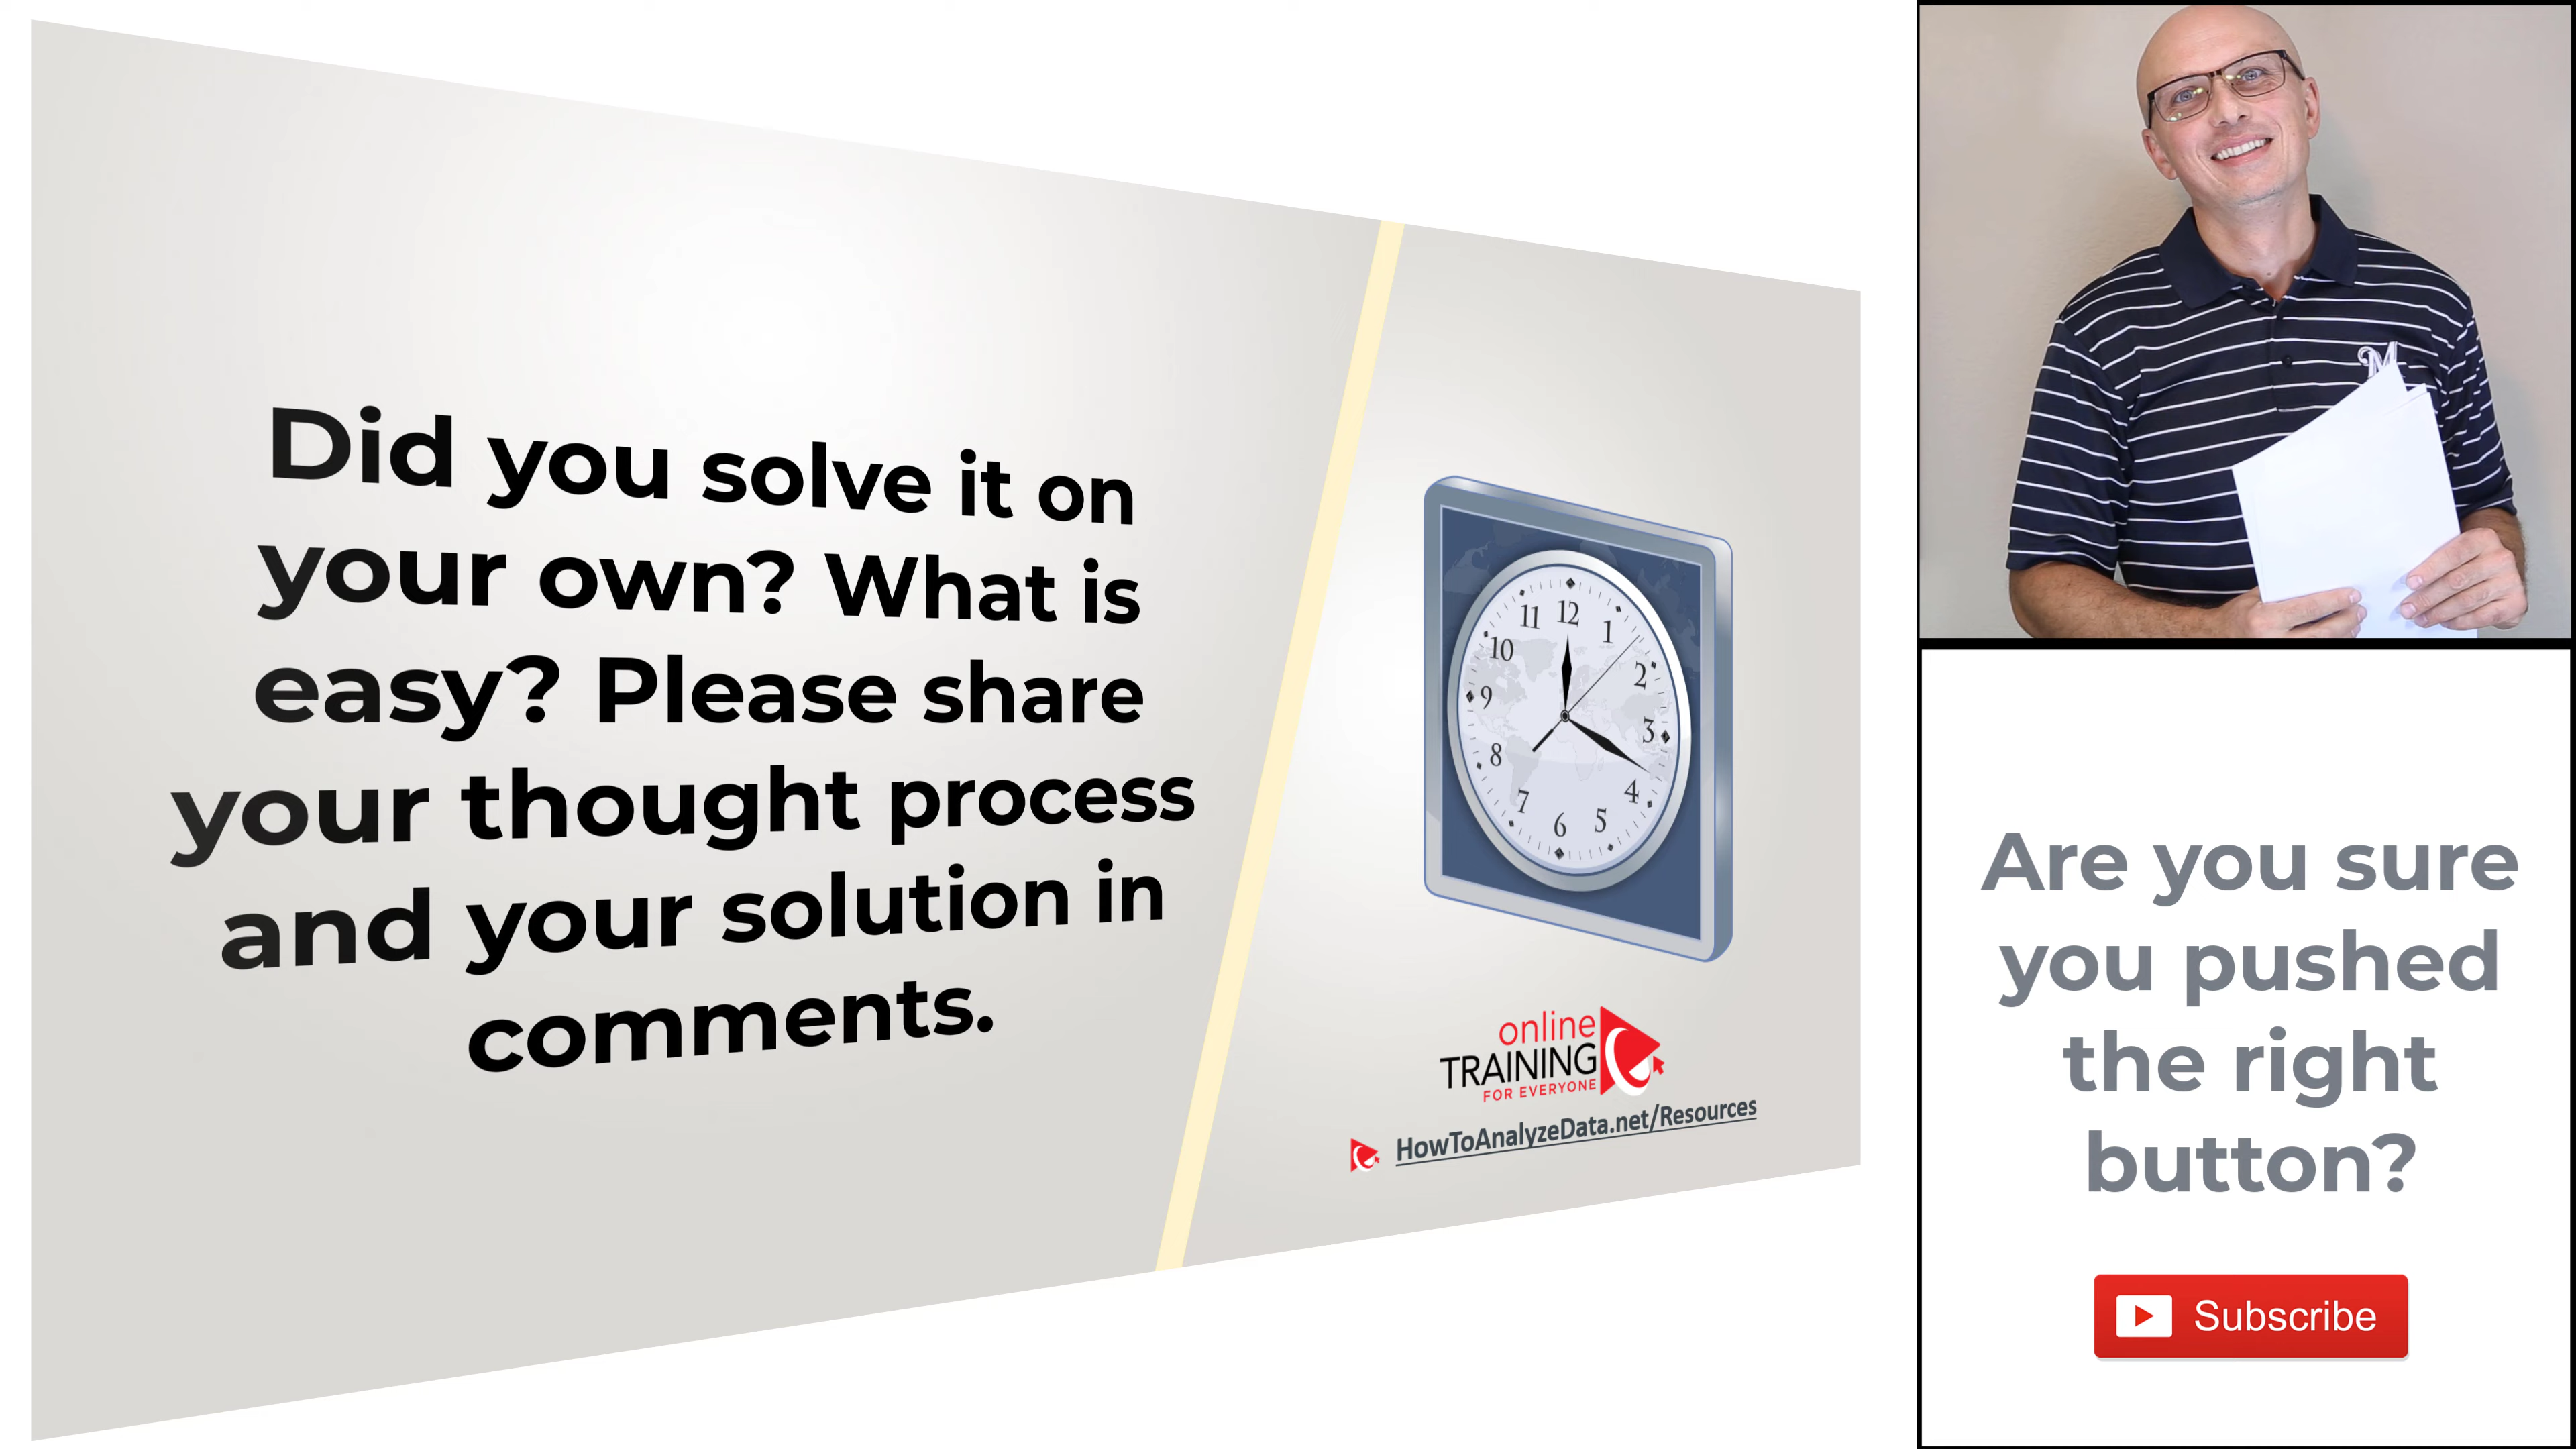 Did you solve it on
your own? What is
easy? Please share
your thought process
and your solution in
comments.
12
1
2
3
4
5
6
7
8
9
10
11
online
TRAINING
FOR EVERYONE
HowToAnalyzeData.net/Resources
M
Are you sure
you pushed
the right
button?
Subscribe